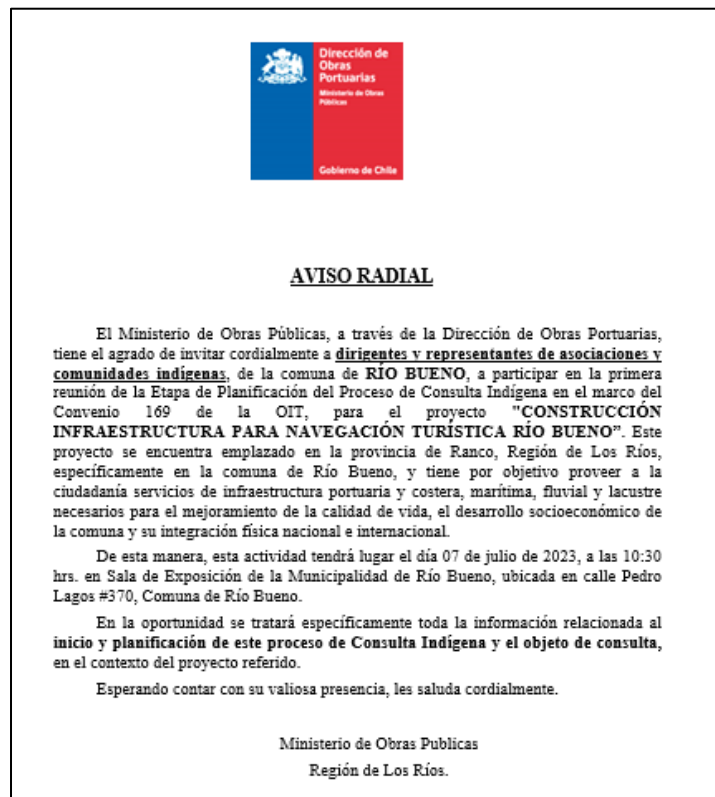 Dirección de
Obras
Portuarias
Ministerio de Obras
Públicas
Gobierno de Chile
AVISO RADIAL
El Ministerio de Obras Públicas, a través de la Dirección de Obras Portuarias,
tiene el agrado de invitar cordialmente a dirigentes y representantes de asociaciones y
comunidades indígenas, de la comuna de RÍO BUENO, a participar en la primera
reunión de la Etapa de Planificación del Proceso de Consulta Indígena en el marco del
Convenio 169 de la OIT, para el proyecto "CONSTRUCCIÓN
INFRAESTRUCTURA PARA NAVEGACIÓN TURÍSTICA RÍO BUENO”. Este
proyecto se encuentra emplazado en la provincia de Ranco, Región de Los Ríos,
específicamente en la comuna de Río Bueno, y tiene por objetivo proveer a la
ciudadanía servicios de infraestructura portuaria y costera, marítima, fluvial y lacustre
necesarios para el mejoramiento de la calidad de vida, el desarrollo socioeconómico de
la comuna y su integración física nacional e internacional.
De esta manera, esta actividad tendrá lugar el día 07 de julio de 2023, a las 10:30
hrs. en Sala de Exposición de la Municipalidad de Río Bueno, ubicada en calle Pedro
Lagos #370, Comuna de Río Bueno.
En la oportunidad se tratará específicamente toda la información relacionada al
inicio y planificación de este proceso de Consulta Indígena y el objeto de consulta,
en el contexto del proyecto referido.
Esperando contar con su valiosa presencia, les saluda cordialmente.
Ministerio de Obras Publicas
Región de Los Ríos.